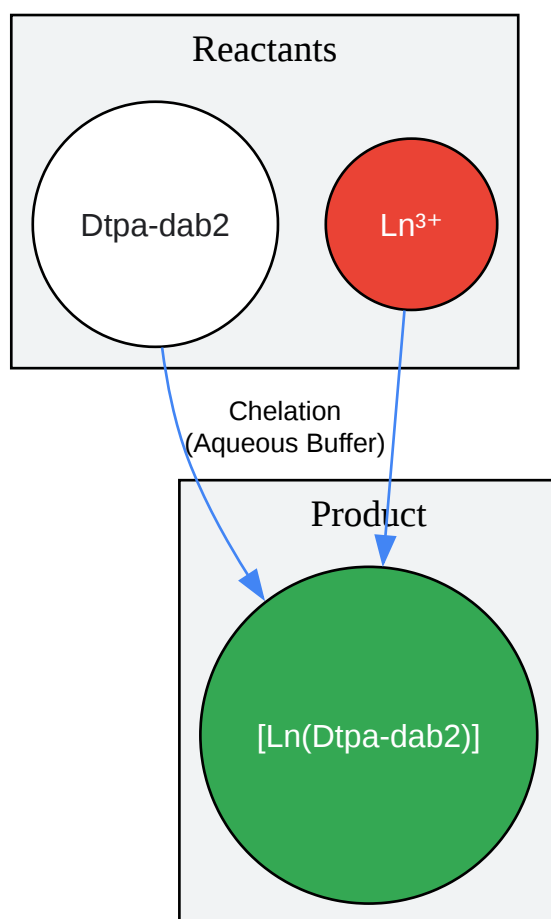 Reactants
Dtpa-dab2
Ln³⁺
Chelation
(Aqueous Buffer)
Product
[Ln(Dtpa-dab2)]